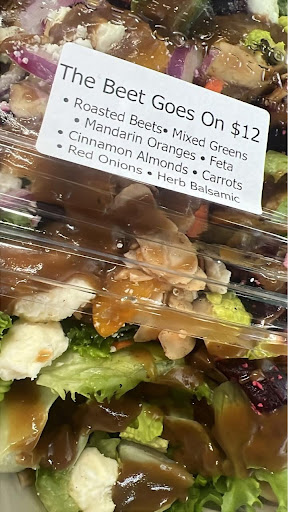 The Beet Goes On $12
• Roasted Beets• Mixed Greens
• Mandarin Oranges • Feta
• Cinnamon Almonds • Carrots
• Red Onions • Herb Balsamic